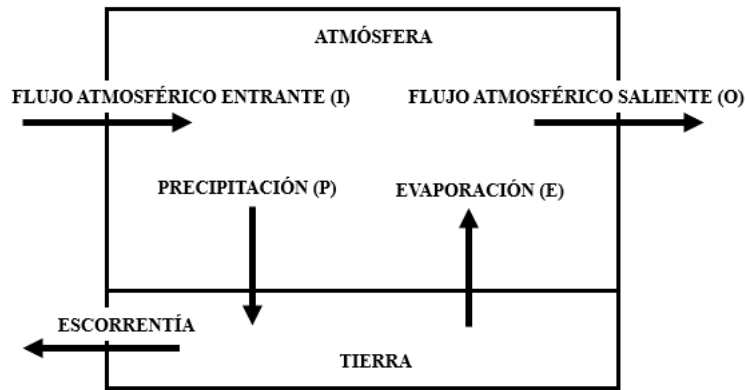 ATMÓSFERA
FLUJO ATMOSFÉRICO ENTRANTE (I)
FLUJO ATMOSFÉRICO SALIENTE (O)
PRECIPITACIÓN (P)
EVAPORACIÓN (E)
ESCORRENTÍA
TIERRA